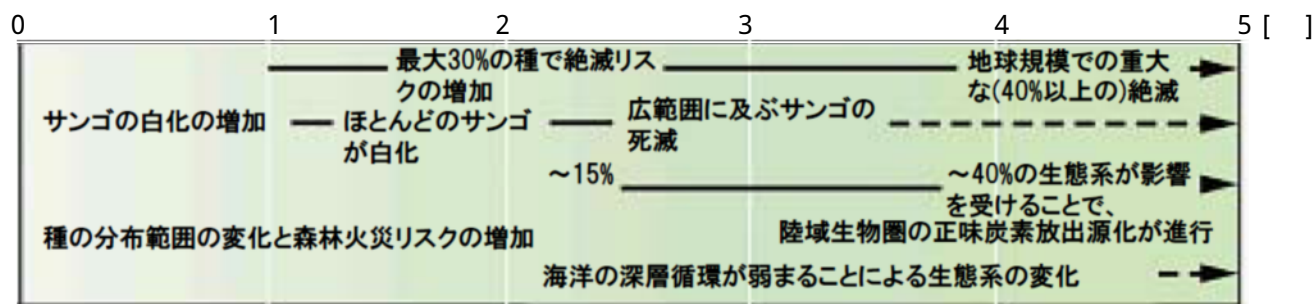 0 1 2 3 4 5 [ ]
最大30%の種で絶滅リス
クの増加
地球規模での重大
な(40%以上の)絶滅
サンゴの白化の増加
ほとんどのサンゴ
が白化
広範囲に及ぶサンゴの
死滅
～15%
～40%の生態系が影響
を受けることで、
陸域生物圏の正味炭素放出源化が進行
種の分布範囲の変化と森林火災リスクの増加
海洋の深層循環が弱まることによる生態系の変化